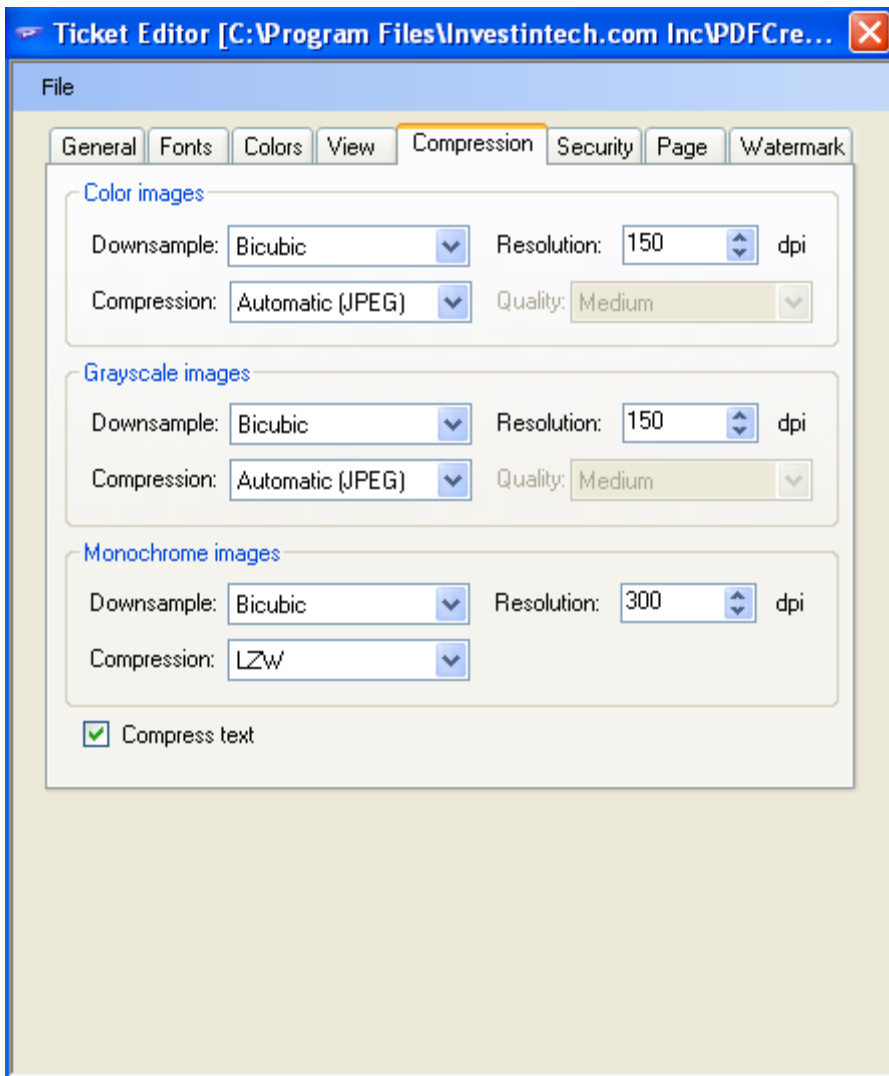 Ticket Editor [C:\Program Files\Investintech.com Inc\PDFCre...
File
General Fonts Colors View Compression Security Page Watermark
Color images
Downsample: Bicubic Resolution: 150 dpi
Compression: Automatic (JPEG) Quality: Medium
Grayscale images
Downsample: Bicubic Resolution: 150 dpi
Compression: Automatic (JPEG) Quality: Medium
Monochrome images
Downsample: Bicubic Resolution: 300 dpi
Compression: LZW
Compress text